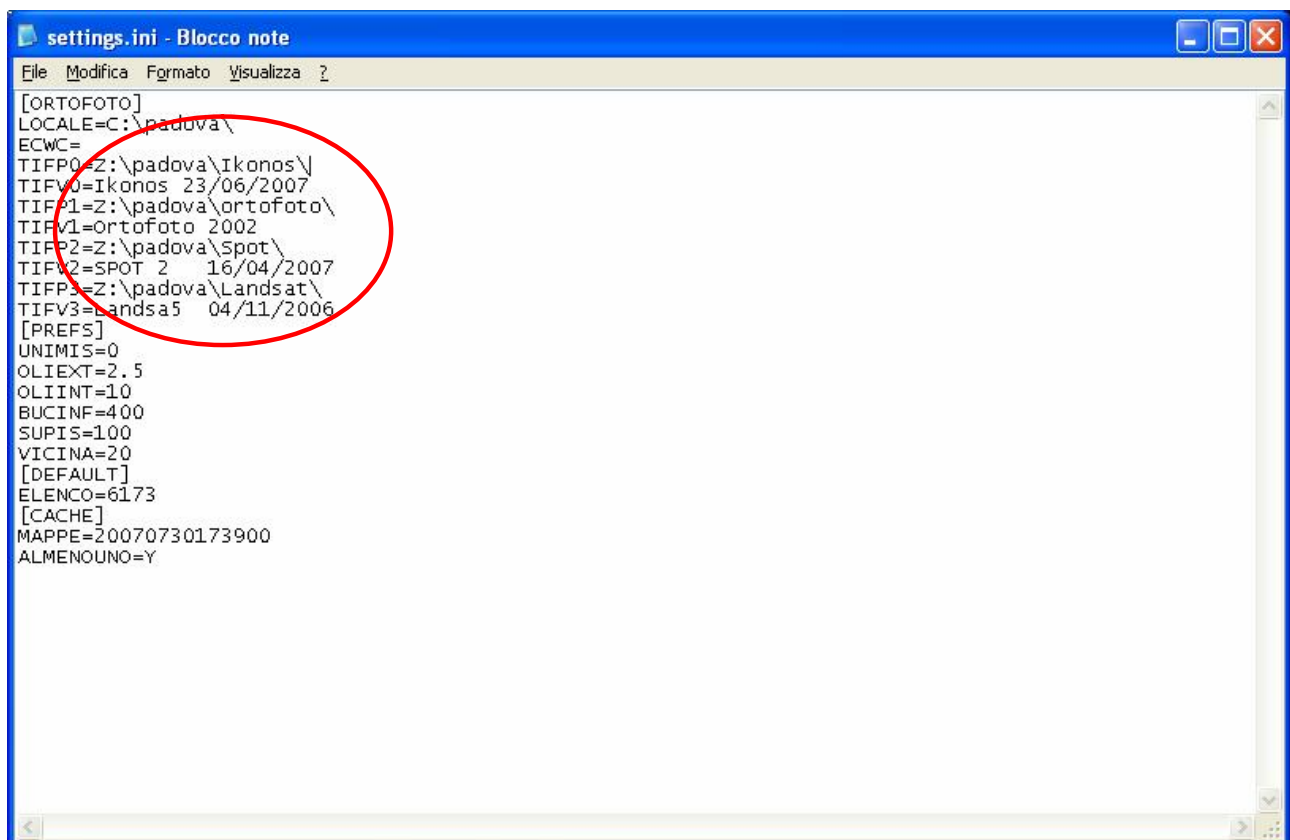 settings.ini - Blocco note
File Modifica Formato Visualizza ?
[ORTOFOTO]
LOCALE=C:\padova\
ECWC=
TIFP0=Z:\padova\Ikonos\
TIFV0=Ikonos 23/06/2007
TIFP1=Z:\padova\ortofoto\
TIFV1=Ortofoto 2002
TIFP2=Z:\padova\Spot\
TIFV2=SPOT 2   16/04/2007
TIFP3=Z:\padova\Landsat\
TIFV3=Landsa5  04/11/2006
[PREFS]
UNIMIS=0
OLIEXT=2.5
OLIINT=10
BUCINF=400
SUPIS=100
VICINA=20
[DEFAULT]
ELENCO=6173
[CACHE]
MAPPE=20070730173900
ALMENOUNO=Y